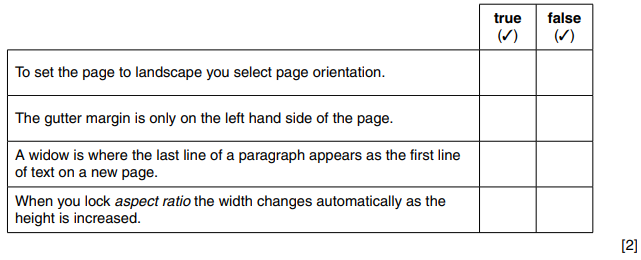 true false
(✓) (✓)
To set the page to landscape you select page orientation.
The gutter margin is only on the left hand side of the page.
A widow is where the last line of a paragraph appears as the first line
of text on a new page.
When you lock aspect ratio the width changes automatically as the
height is increased.
[2]